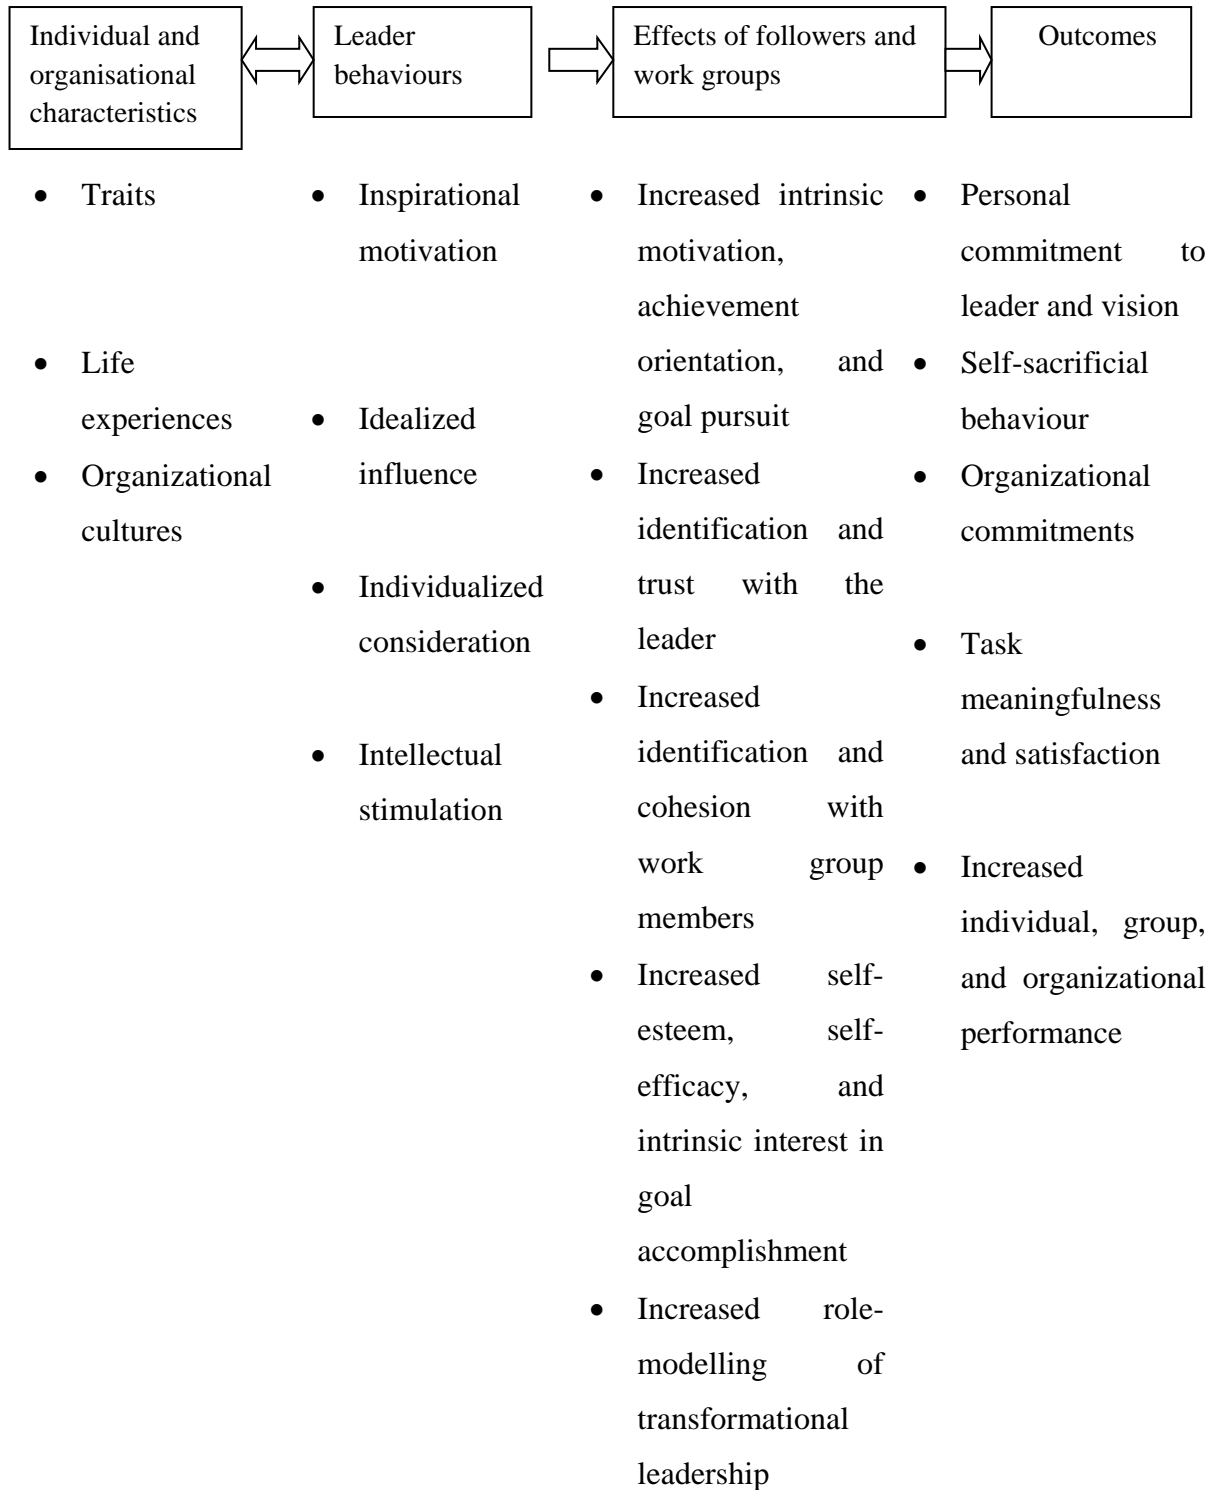 Individual and
organisational
characteristics
Leader
behaviours
Effects of followers and
work groups
Outcomes
• Traits
• Life
experiences
• Organizational
cultures
• Inspirational
motivation
• Idealized
influence
• Individualized
consideration
• Intellectual
stimulation
• Increased intrinsic
motivation,
achievement
orientation, and
goal pursuit
• Increased
identification and
trust with the
leader
• Increased
identification and
cohesion with
work group
members
• Increased self-
esteem, self-
efficacy, and
intrinsic interest in
goal
accomplishment
• Increased role-
modelling of
transformational
leadership
• Personal
commitment to
leader and vision
• Self-sacrificial
behaviour
• Organizational
commitments
• Task
meaningfulness
and satisfaction
• Increased
individual, group,
and organizational
performance